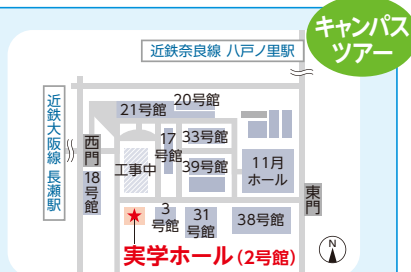 キャンパス
ツアー
近鉄奈良線 八戸ノ里駅
近鉄大阪線 長瀬駅
20号館
21号館
17
号館
33号館
西門
工事中
39号館
11月
ホール
18号館
東門
3
号館
31
号館
38号館
実学ホール(2号館)
N